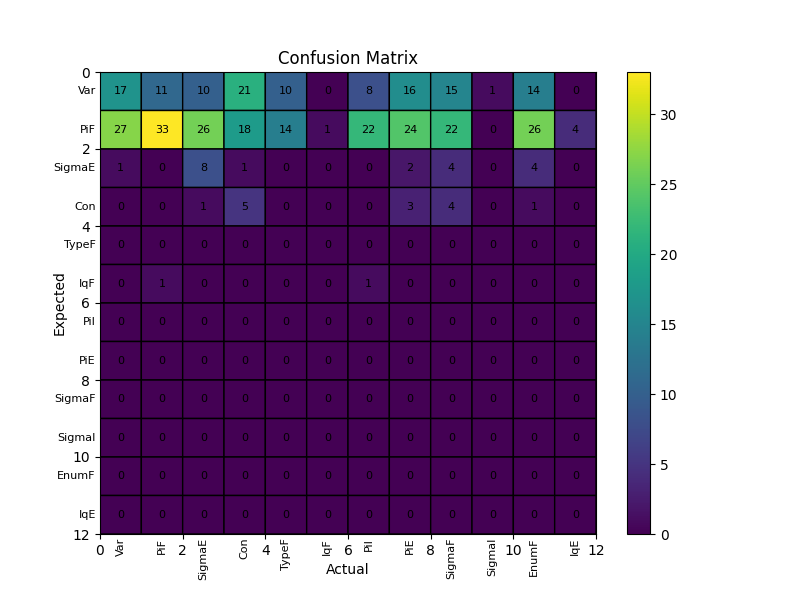 Confusion Matrix
0
Var 17 11 10 21 10 0 8 16 15 1 14 0
PiF 27 33 26 18 14 1 22 24 22 0 26 4
2
SigmaE 1 0 8 1 0 0 0 2 4 0 4 0
Con 0 0 1 5 0 0 0 3 4 0 1 0
4
TypeF 0 0 0 0 0 0 0 0 0 0 0 0
IqF 0 1 0 0 0 0 1 0 0 0 0 0
6
PiI 0 0 0 0 0 0 0 0 0 0 0 0
PiE 0 0 0 0 0 0 0 0 0 0 0 0
8
SigmaF 0 0 0 0 0 0 0 0 0 0 0 0
SigmaI 0 0 0 0 0 0 0 0 0 0 0 0
10
EnumF 0 0 0 0 0 0 0 0 0 0 0 0
IqE 0 0 0 0 0 0 0 0 0 0 0 0
12
Expected
0 2 4 6 8 10 12
Var PiF SigmaE Con TypeF IqF PiI PiE SigmaF SigmaI EnumF IqE
Actual
30
25
20
15
10
5
0